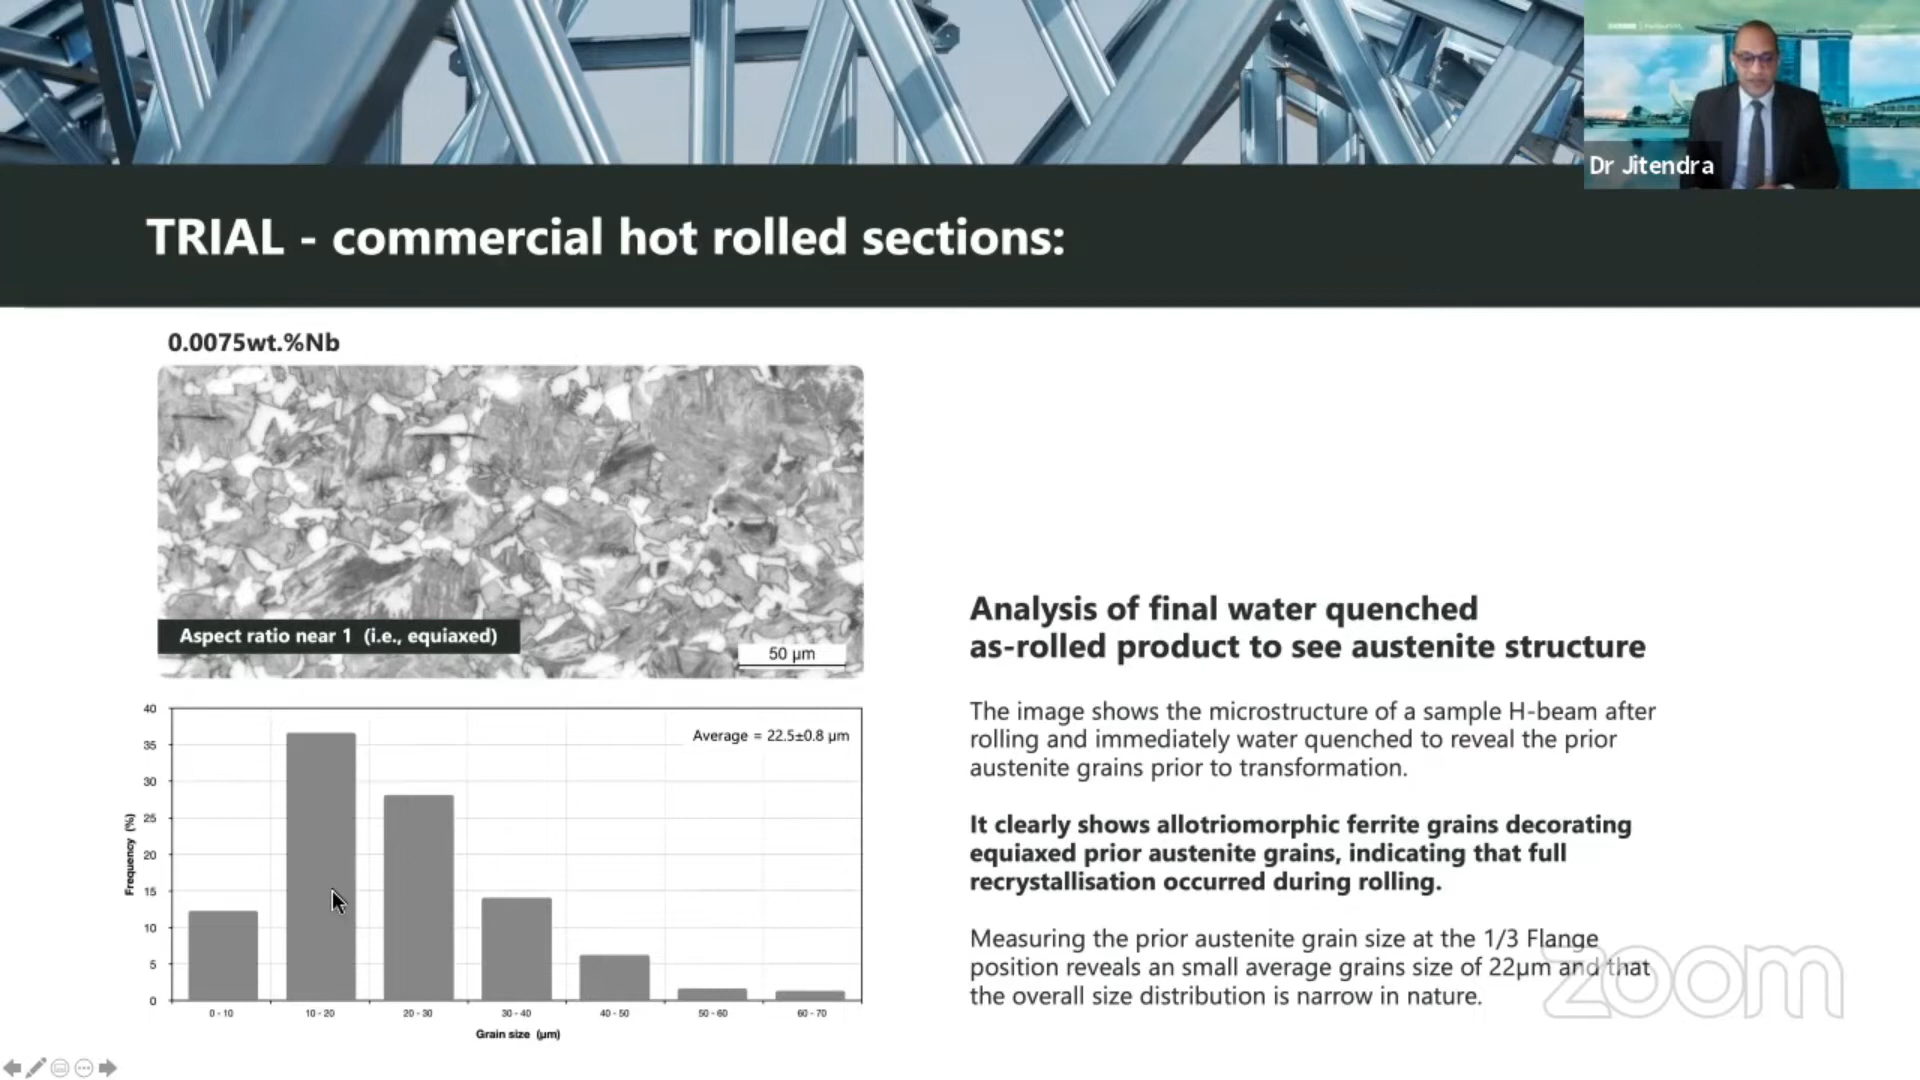 Dr Jitendra
TRIAL - commercial hot rolled sections:
0.0075wt.%Nb
Aspect ratio near 1 (i.e., equiaxed)
50 µm
40
35
30
25
20
15
10
5
0
Frequency (%)
Average = 22.5±0.8 µm
0 - 10
10 - 20
20 - 30
30 - 40
40 - 50
50 - 60
60 - 70
Grain size (µm)
Analysis of final water quenched
as-rolled product to see austenite structure
The image shows the microstructure of a sample H-beam after
rolling and immediately water quenched to reveal the prior
austenite grains prior to transformation.
It clearly shows allotriomorphic ferrite grains decorating
equiaxed prior austenite grains, indicating that full
recrystallisation occurred during rolling.
Measuring the prior austenite grain size at the 1/3 Flange
position reveals an small average grains size of 22µm and that
the overall size distribution is narrow in nature.
zoom